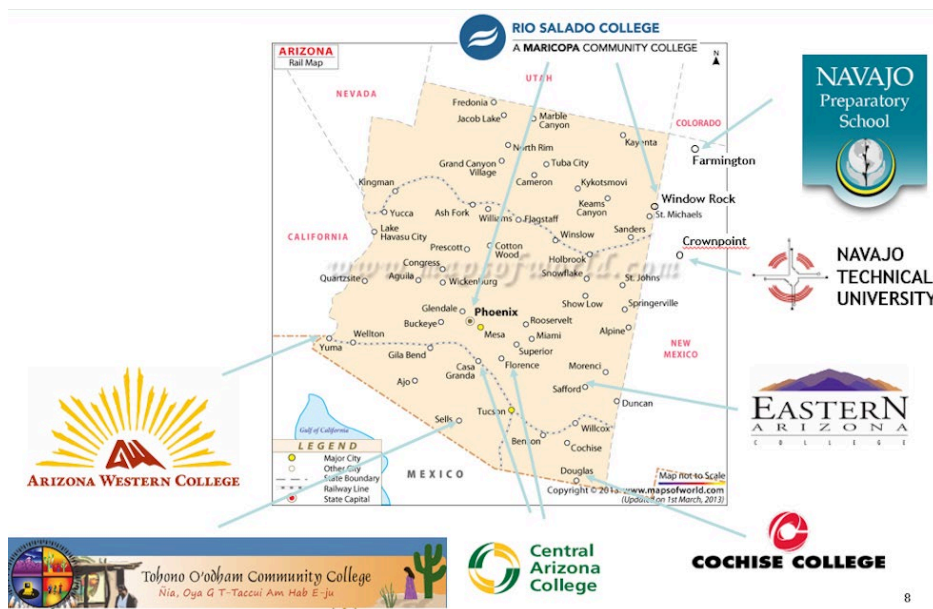 RIO SALADO COLLEGE
A MARICOPA COMMUNITY COLLEGE
ARIZONA
Rail Map
N
UTAH
NEVADA
COLORADO
NAVAJO
Preparatory
School
Fredonia
Jacob Lake
Marble
Canyon
Kayenta
Farmington
North Rim
Grand Canyon
Village
Tuba City
Cameron
Kykotsmovi
Kingman
Keams
Canyon
Window Rock
St. Michaels
Yucca
Ash Fork
Williams
Flagstaff
Lake
Havasu City
CALIFORNIA
Prescott
Cotton
Wood
Winslow
Sanders
Crownpoint
Holbrook
NAVAJO
TECHNICAL
UNIVERSITY
www.mapsofworld.com
Congress
Quartzsite
Aguila
Wickenburg
Snowflake
St. Johns
Show Low
Springerville
Glendale
Phoenix
Buckeye
Mesa
Roosevelt
Miami
Alpine
Superior
NEW
MEXICO
Yuma
Wellton
Gila Bend
Casa
Granda
Florence
Morenci
Ajo
Safford
Duncan
EASTERN
ARIZONA
COLLEGE
Tucson
Sells
Willcox
Benson
Cochise
Douglas
Gulf of California
LEGEND
Major City
Other City
State Boundary
Railway Line
State Capital
MEXICO
Map not to Scale
Copyright © 2013 www.mapsofworld.com
(Updated on 1st March, 2013)
ARIZONA WESTERN COLLEGE
Tohono O'odham Community College
Ñia, Oya G T-Taccui Am Hab E-ju
Central
Arizona
College
COCHISE COLLEGE
8